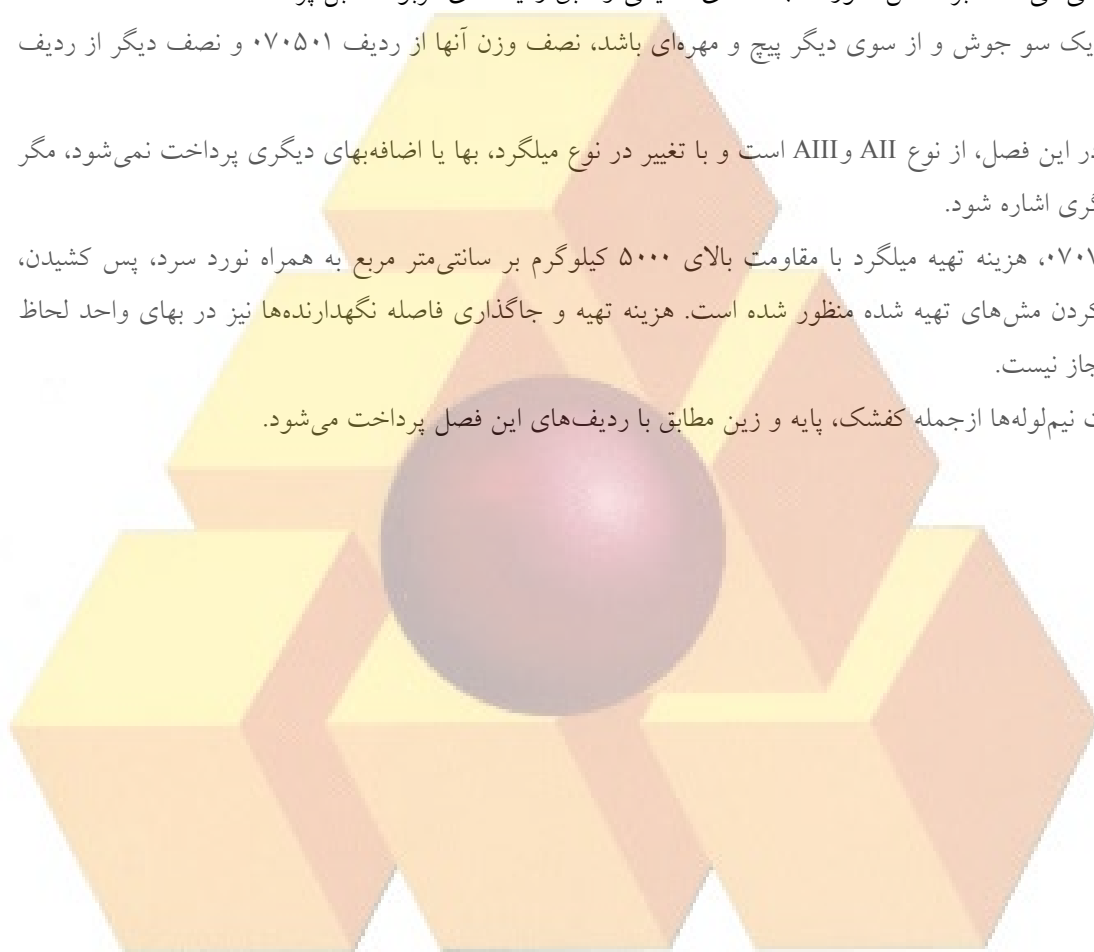 یک سو جوش و از سوی دیگر پیچ و مهره‌ای باشد، نصف وزن آنها از ردیف ۰۷۰۵۰۱ و نصف دیگر از ردیف
در این فصل، از نوع AII و AIII است و با تغییر در نوع میلگرد، بها یا اضافه‌بهای دیگری پرداخت نمی‌شود، مگر
گری اشاره شود.
۰۷۰۷، هزینه تهیه میلگرد با مقاومت بالای ۵۰۰۰ کیلوگرم بر سانتی‌متر مربع به همراه نورد سرد، پس کشیدن،
کردن مش‌های تهیه شده منظور شده است. هزینه تهیه و جاگذاری فاصله نگهدارنده‌ها نیز در بهای واحد لحاظ
جاز نیست.
ت نیم‌لوله‌ها ازجمله کفشک، پایه و زین مطابق با ردیف‌های این فصل پرداخت می‌شود.